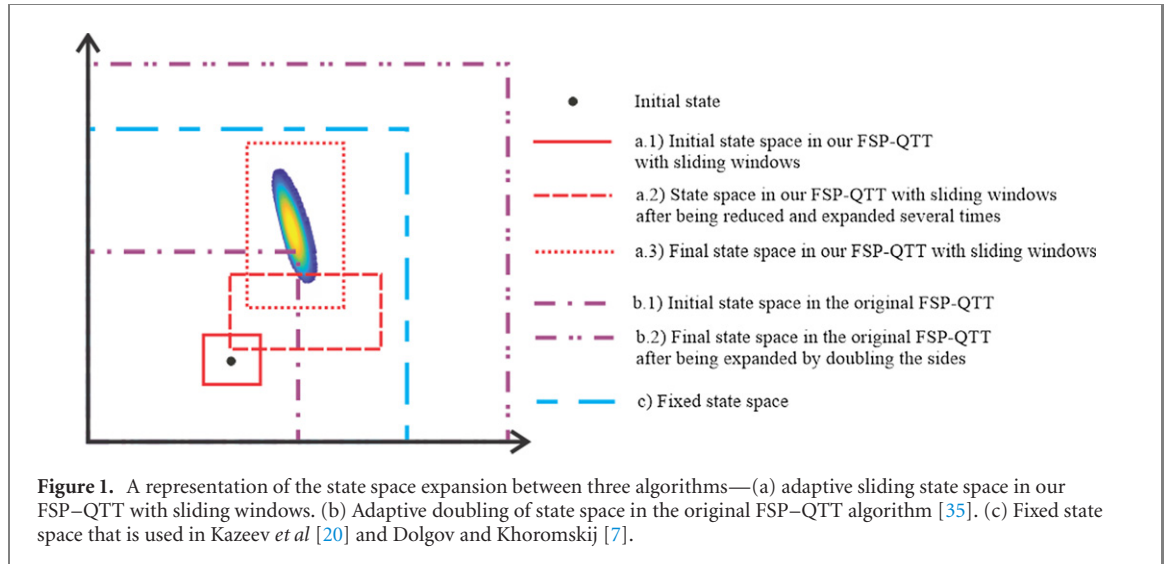 Initial state
a.1) Initial state space in our FSP-QTT
with sliding windows
a.2) State space in our FSP-QTT with sliding windows
after being reduced and expanded several times
a.3) Final state space in our FSP-QTT with sliding windows
b.1) Initial state space in the original FSP-QTT
b.2) Final state space in the original FSP-QTT
after being expanded by doubling the sides
c) Fixed state space
Figure 1. A representation of the state space expansion between three algorithms—(a) adaptive sliding state space in our
FSP–QTT with sliding windows. (b) Adaptive doubling of state space in the original FSP–QTT algorithm [35]. (c) Fixed state
space that is used in Kazeev et al [20] and Dolgov and Khoromskij [7].